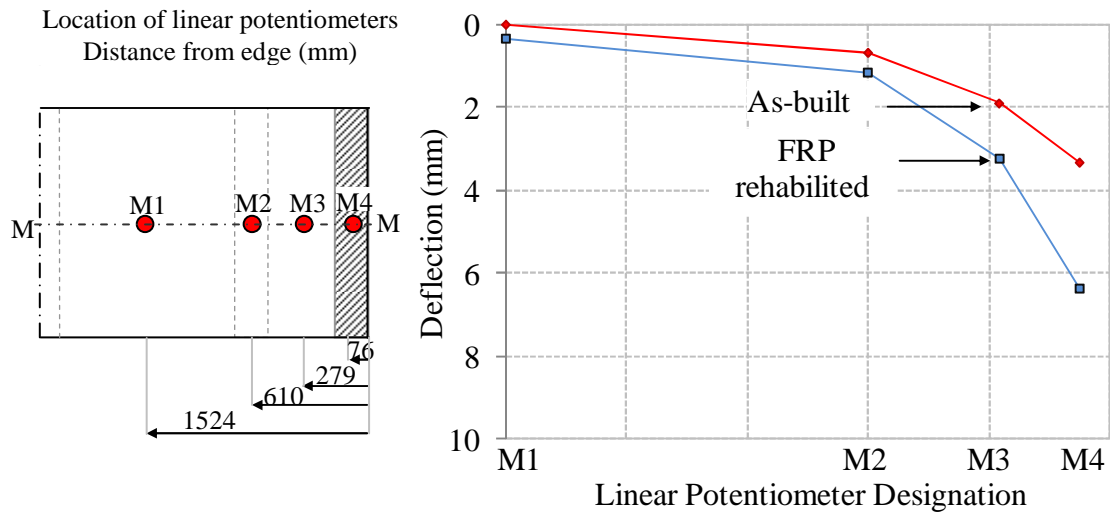 Location of linear potentiometers
Distance from edge (mm)
M
M1
M2
M3
M4
M
76
279
610
1524
0
2
4
6
8
10
Deflection (mm)
As-built
FRP
rehabilited
M1
M2
M3
M4
Linear Potentiometer Designation